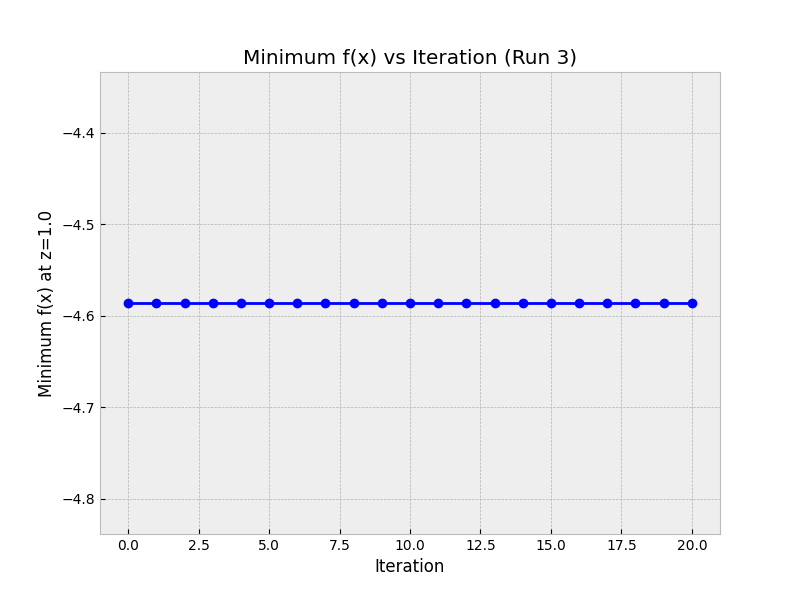 Minimum f(x) vs Iteration (Run 3)
Minimum f(x) at z=1.0
−4.4
−4.5
−4.6
−4.7
−4.8
0.0 2.5 5.0 7.5 10.0 12.5 15.0 17.5 20.0
Iteration